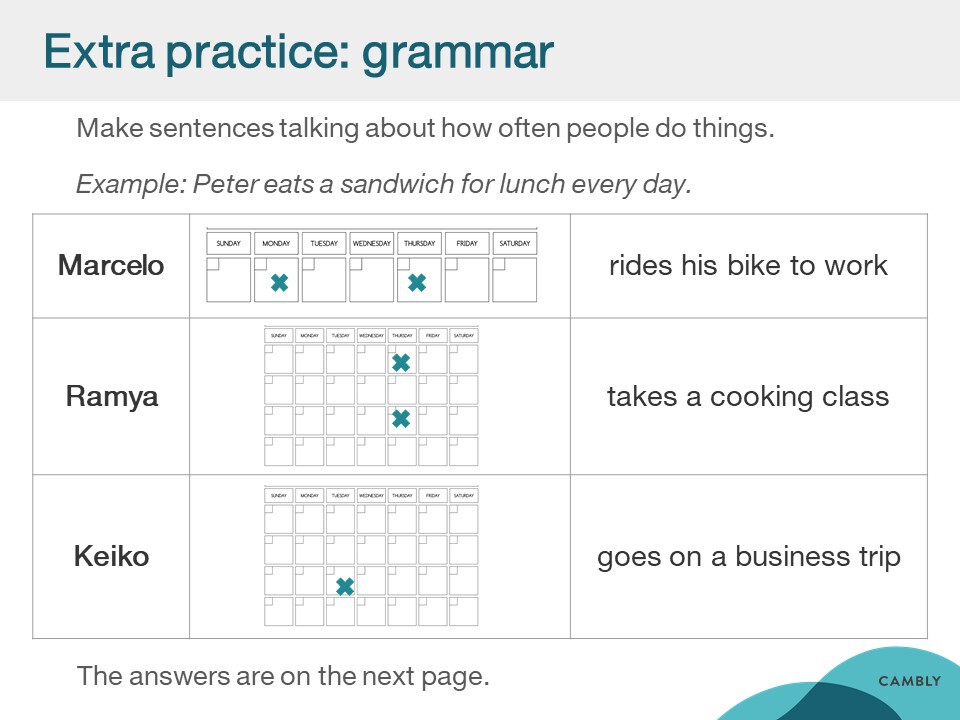 Extra practice: grammar
Make sentences talking about how often people do things.
Example: Peter eats a sandwich for lunch every day.
Marcelo
SUNDAY MONDAY TUESDAY WEDNESDAY THURSDAY FRIDAY SATURDAY
rides his bike to work
Ramya
SUNDAY MONDAY TUESDAY WEDNESDAY THURSDAY FRIDAY SATURDAY
takes a cooking class
Keiko
SUNDAY MONDAY TUESDAY WEDNESDAY THURSDAY FRIDAY SATURDAY
goes on a business trip
The answers are on the next page.
CAMBLY